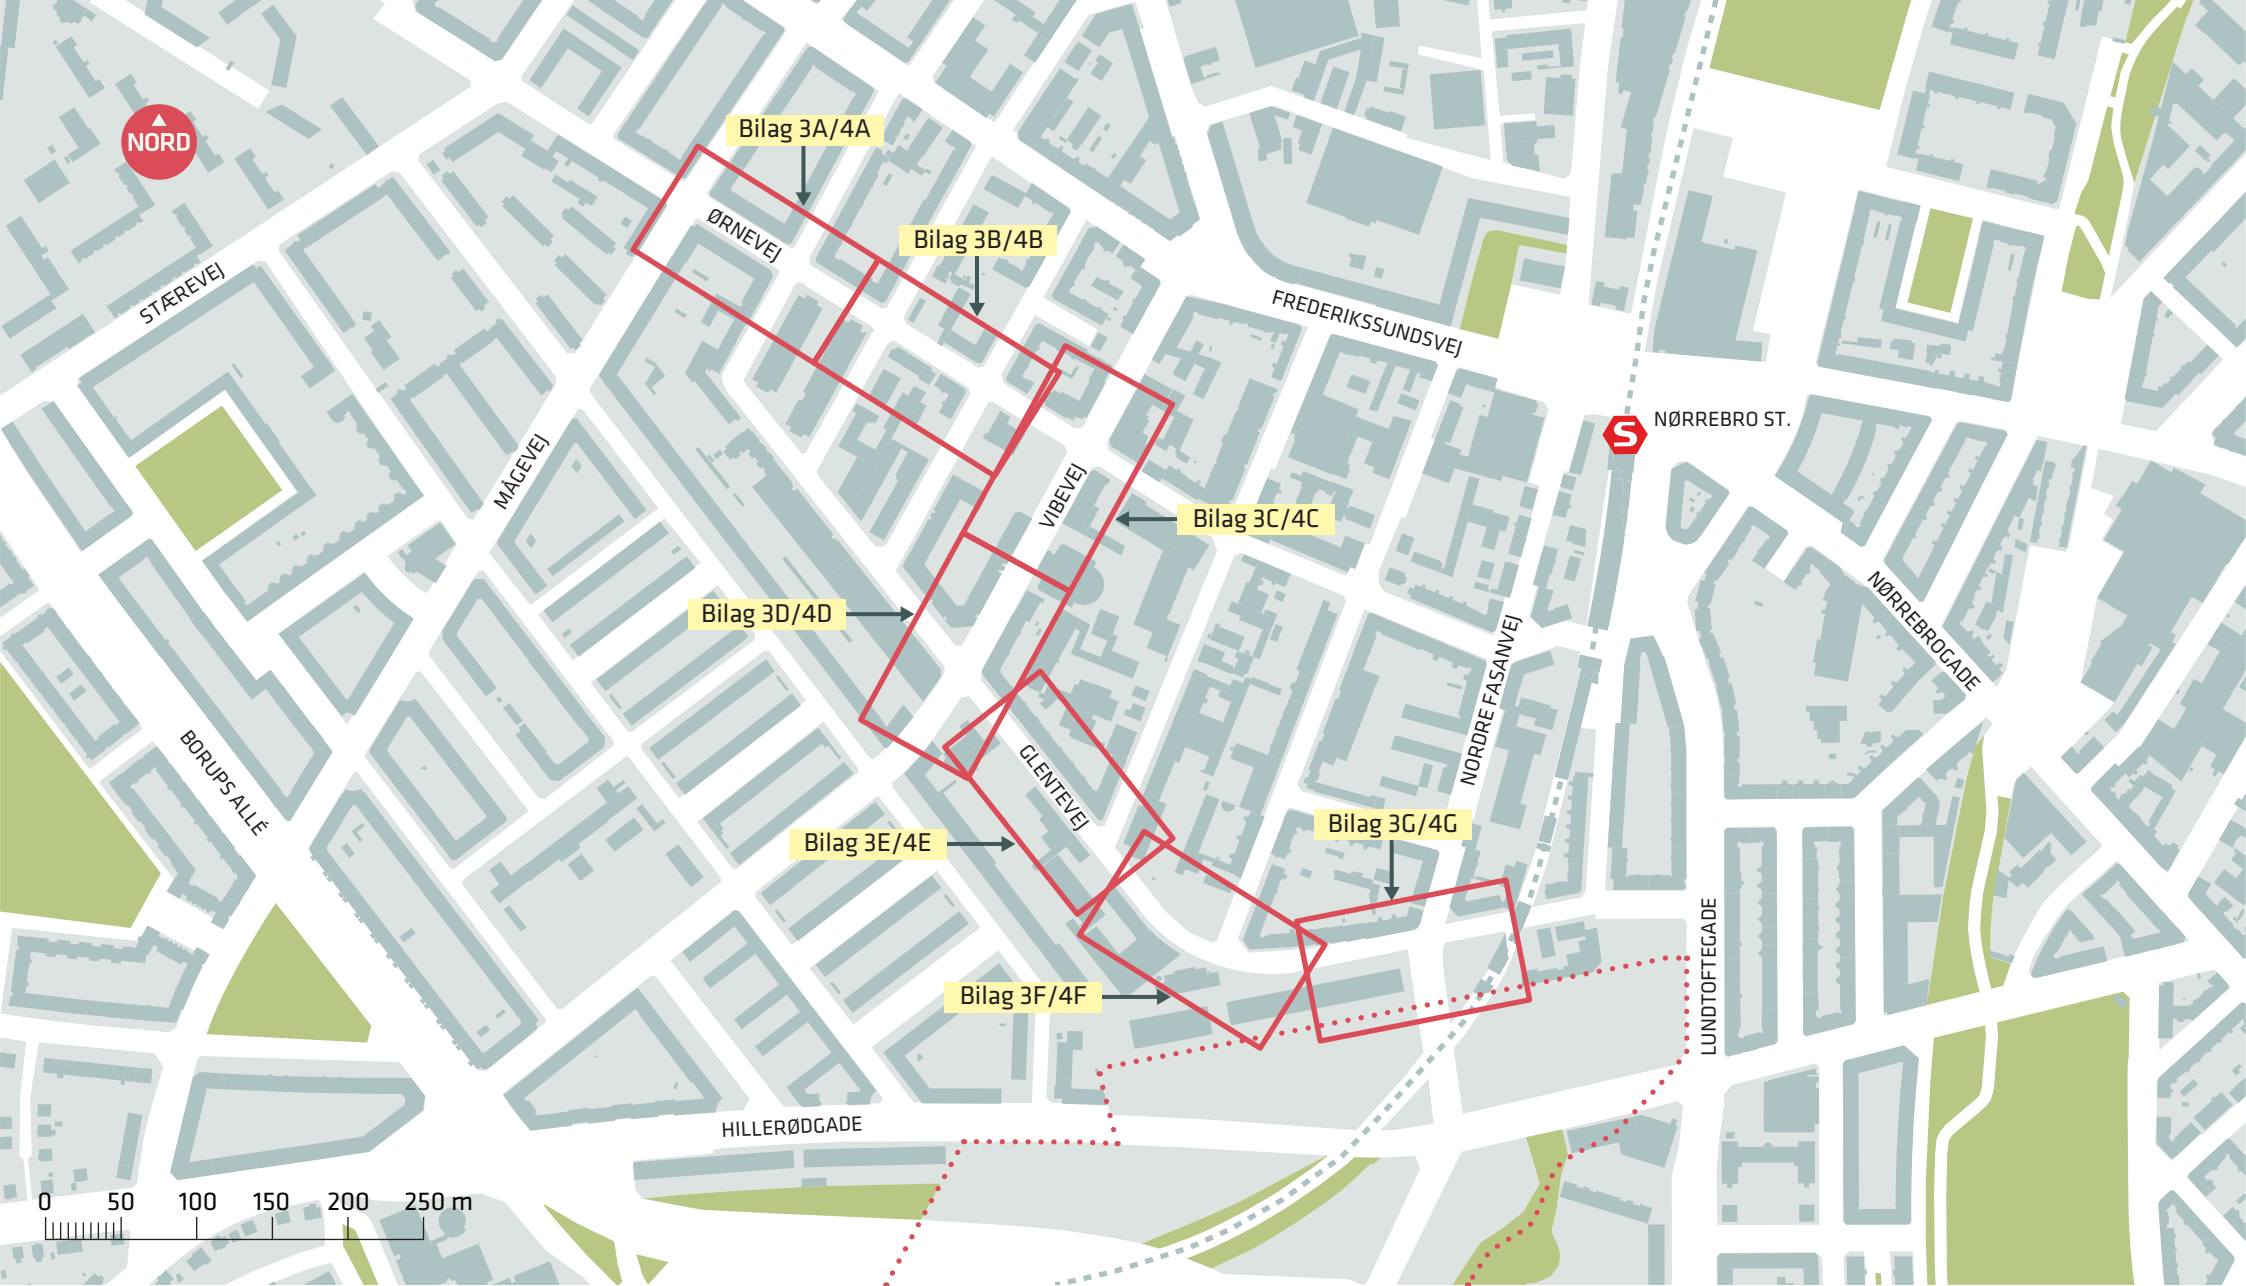 Bilag 3A/4A
NORD
ØRNEVEJ
Bilag 3B/4B
STÆREVEJ
FREDERIKSSUNDSVEJ
S
NØRREBRO ST.
MÅGEVEJ
VIBEVEJ
Bilag 3C/4C
Bilag 3D/4D
NØRREBROGADE
NORDRE FASANVEJ
BORUPS ALLÉ
GLENTEVEJ
Bilag 3G/4G
Bilag 3E/4E
LUNDTOFTEGADE
Bilag 3F/4F
HILLERØDGADE
0 50 100 150 200 250 m